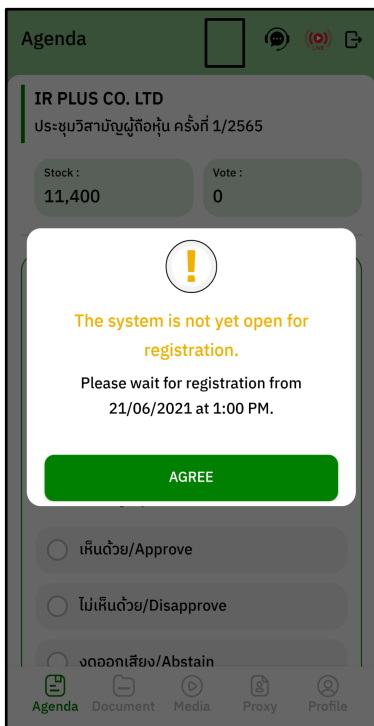 Agenda
LIVE
IR PLUS CO. LTD
ประชุมวิสามัญผู้ถือหุ้น ครั้งที่ 1/2565
Stock : Vote :
11,400 0
The system is not yet open for
registration.
Please wait for registration from
21/06/2021 at 1:00 PM.
AGREE
เห็นด้วย/Approve
ไม่เห็นด้วย/Disapprove
งดออกเสียง/Abstain
Agenda Document Media Proxy Profile